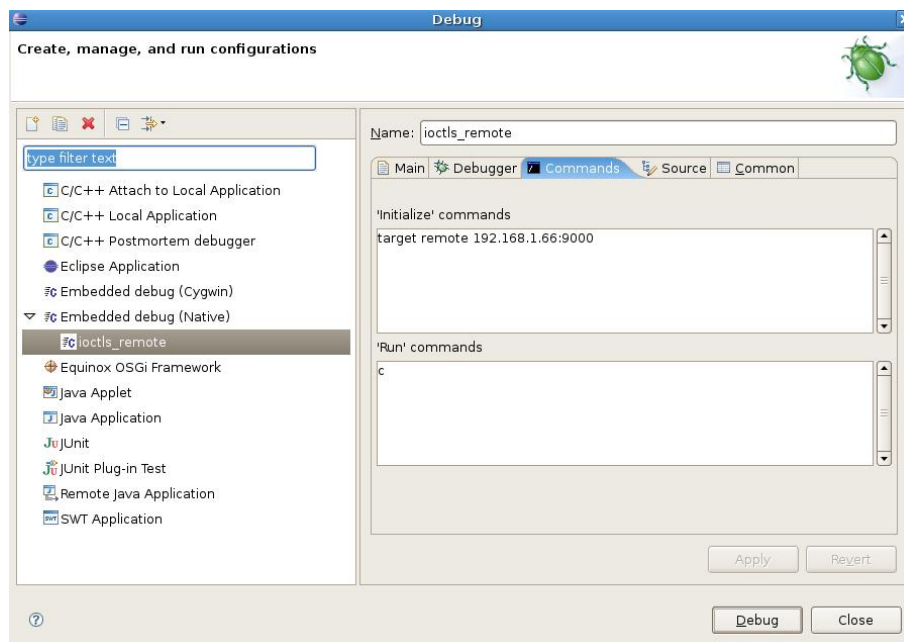 Debug
Create, manage, and run configurations
type filter text
C/C++ Attach to Local Application
C/C++ Local Application
C/C++ Postmortem debugger
Eclipse Application
Embedded debug (Cygwin)
Embedded debug (Native)
ioctls_remote
Equinox OSGi Framework
Java Applet
Java Application
JUnit
JUnit Plug-in Test
Remote Java Application
SWT Application
Name: ioctls_remote
Main Debugger Commands Source Common
'Initialize' commands
target remote 192.168.1.66:9000
'Run' commands
c
Apply Revert
Debug Close